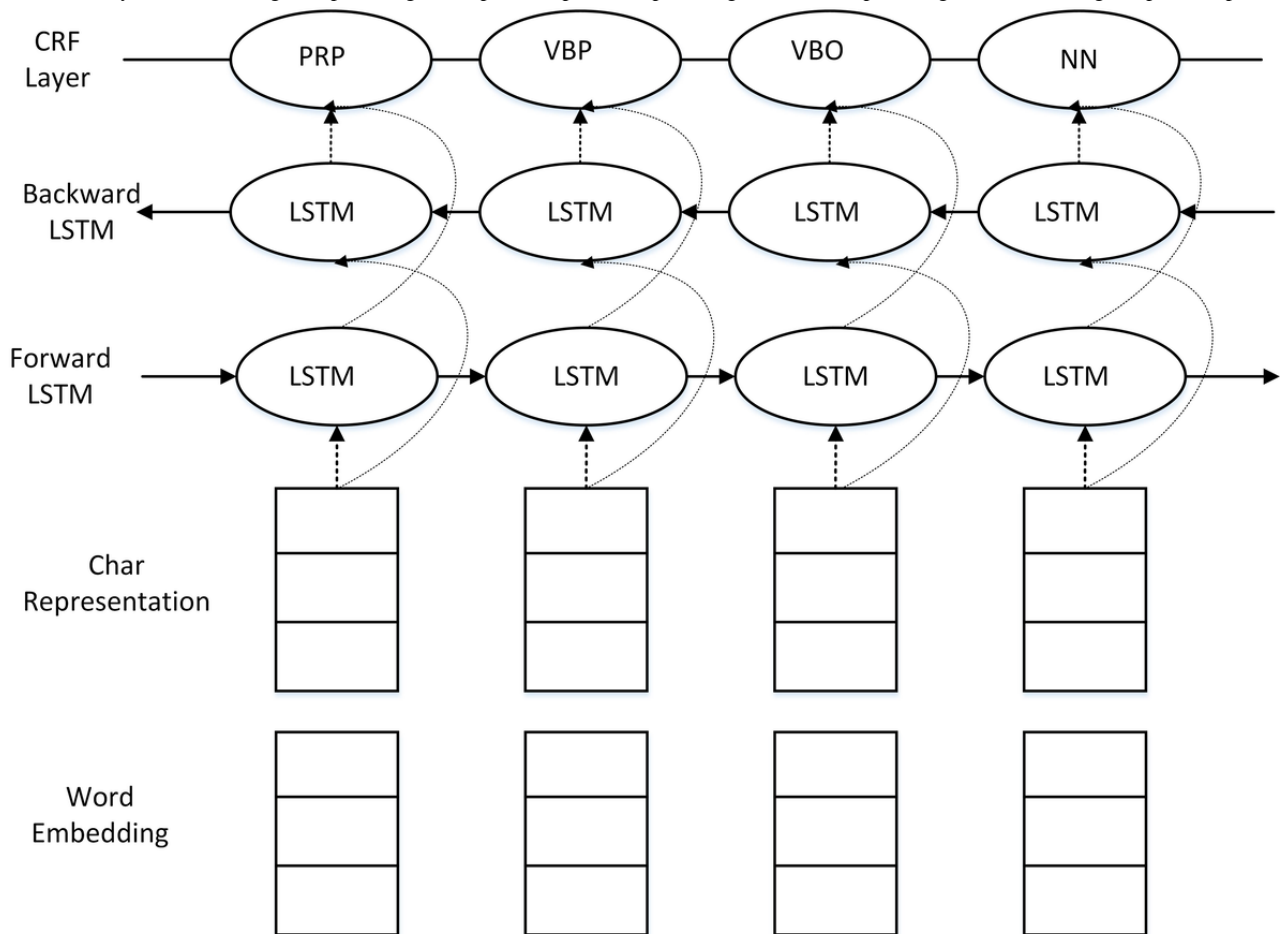 CRF
Layer
PRP
VBP
VBO
NN
Backward
LSTM
LSTM
LSTM
LSTM
LSTM
Forward
LSTM
LSTM
LSTM
LSTM
LSTM
Char
Representation
Word
Embedding